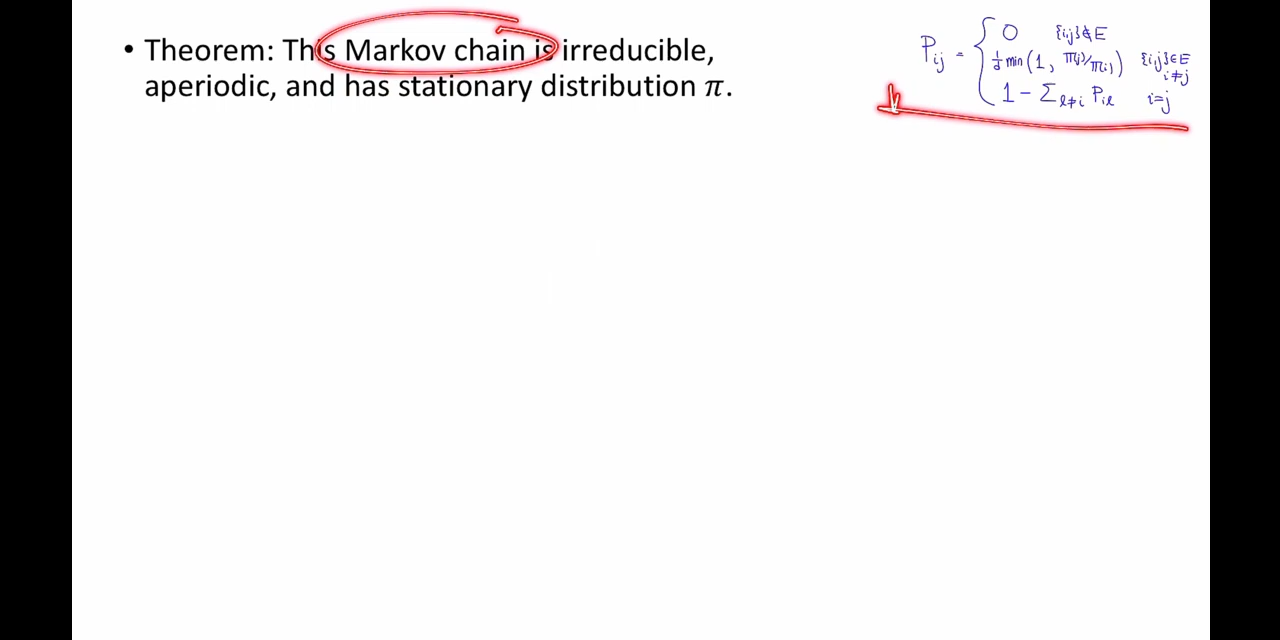 • Theorem: This Markov chain is irreducible,
aperiodic, and has stationary distribution π.
P_ij = { 0 {i,j}∉E
1/d min(1, π(j)/π(i)) {i,j}∈E i≠j
1 − Σ_{ℓ≠i} P_iℓ i=j